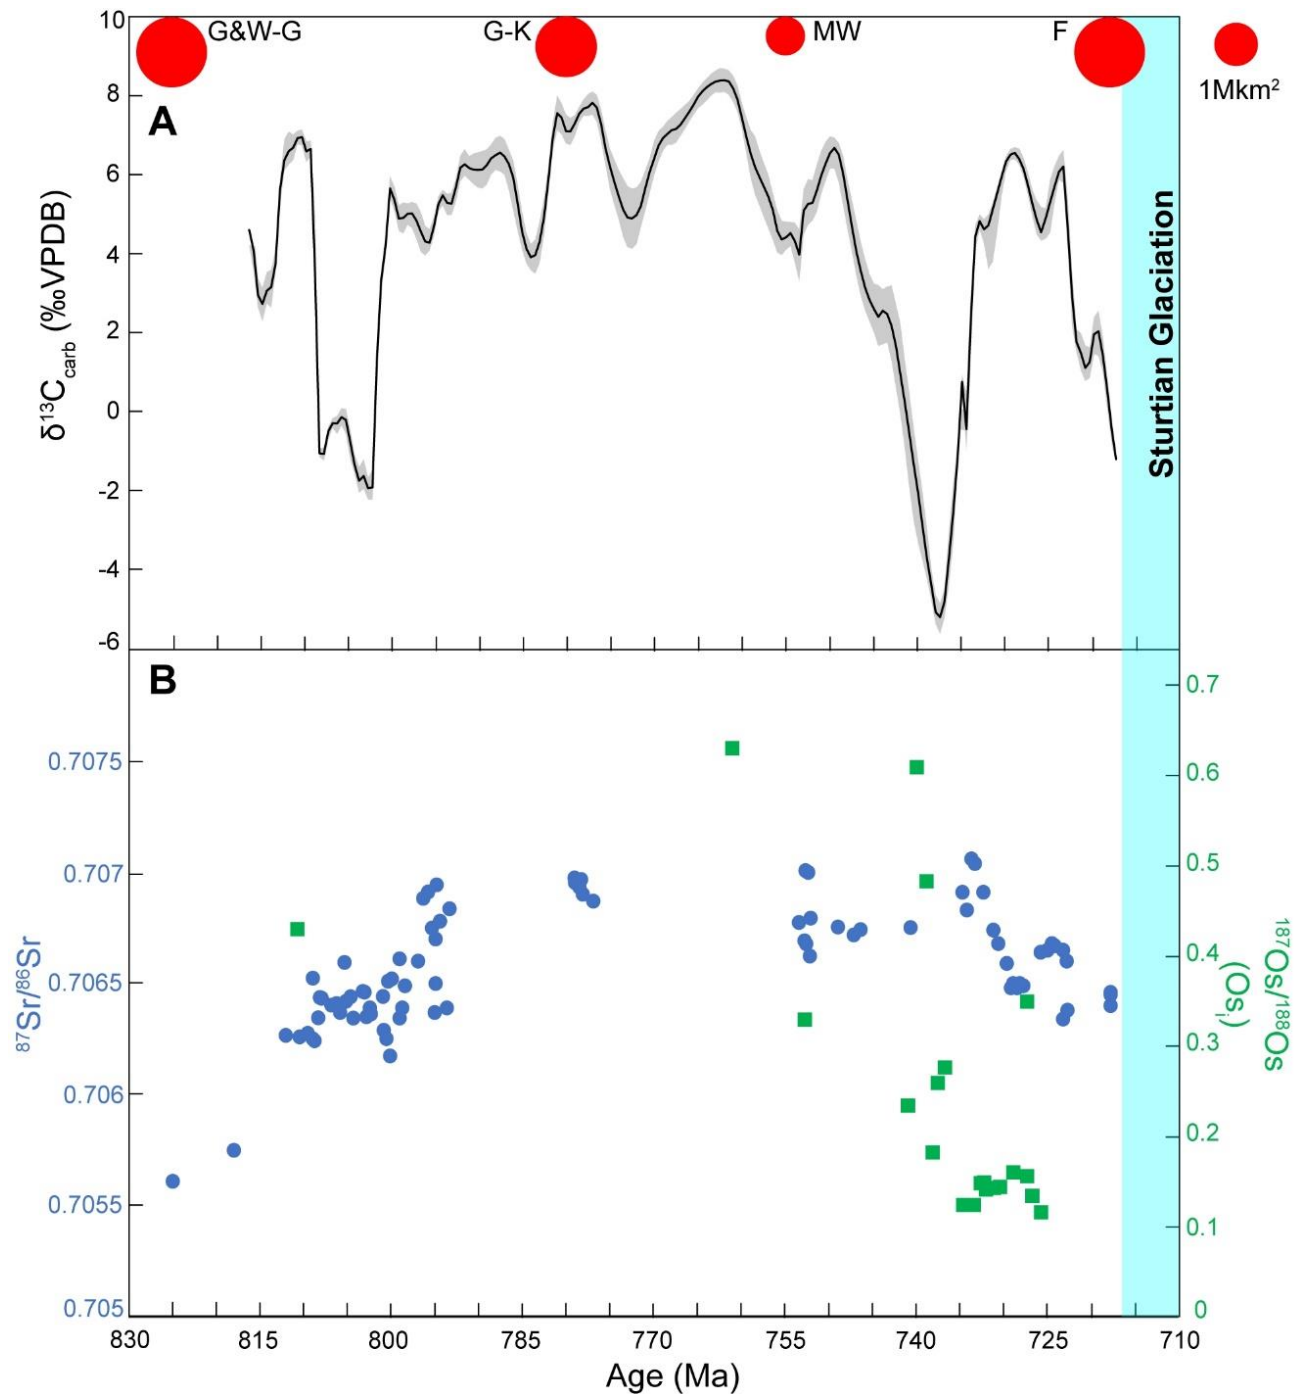 10
8
6
4
2
0
-2
-4
-6
δ¹³C_carb (‰VPDB)
A
G&W-G
G-K
MW
F
1Mkm²
Sturtian Glaciation
B
0.7075
0.707
0.7065
0.706
0.7055
0.705
⁸⁷Sr/⁸⁶Sr
0.7
0.6
0.5
0.4
0.3
0.2
0.1
0
¹⁸⁷Os/¹⁸⁸Os
(Osᵢ)
830 815 800 785 770 755 740 725 710
Age (Ma)